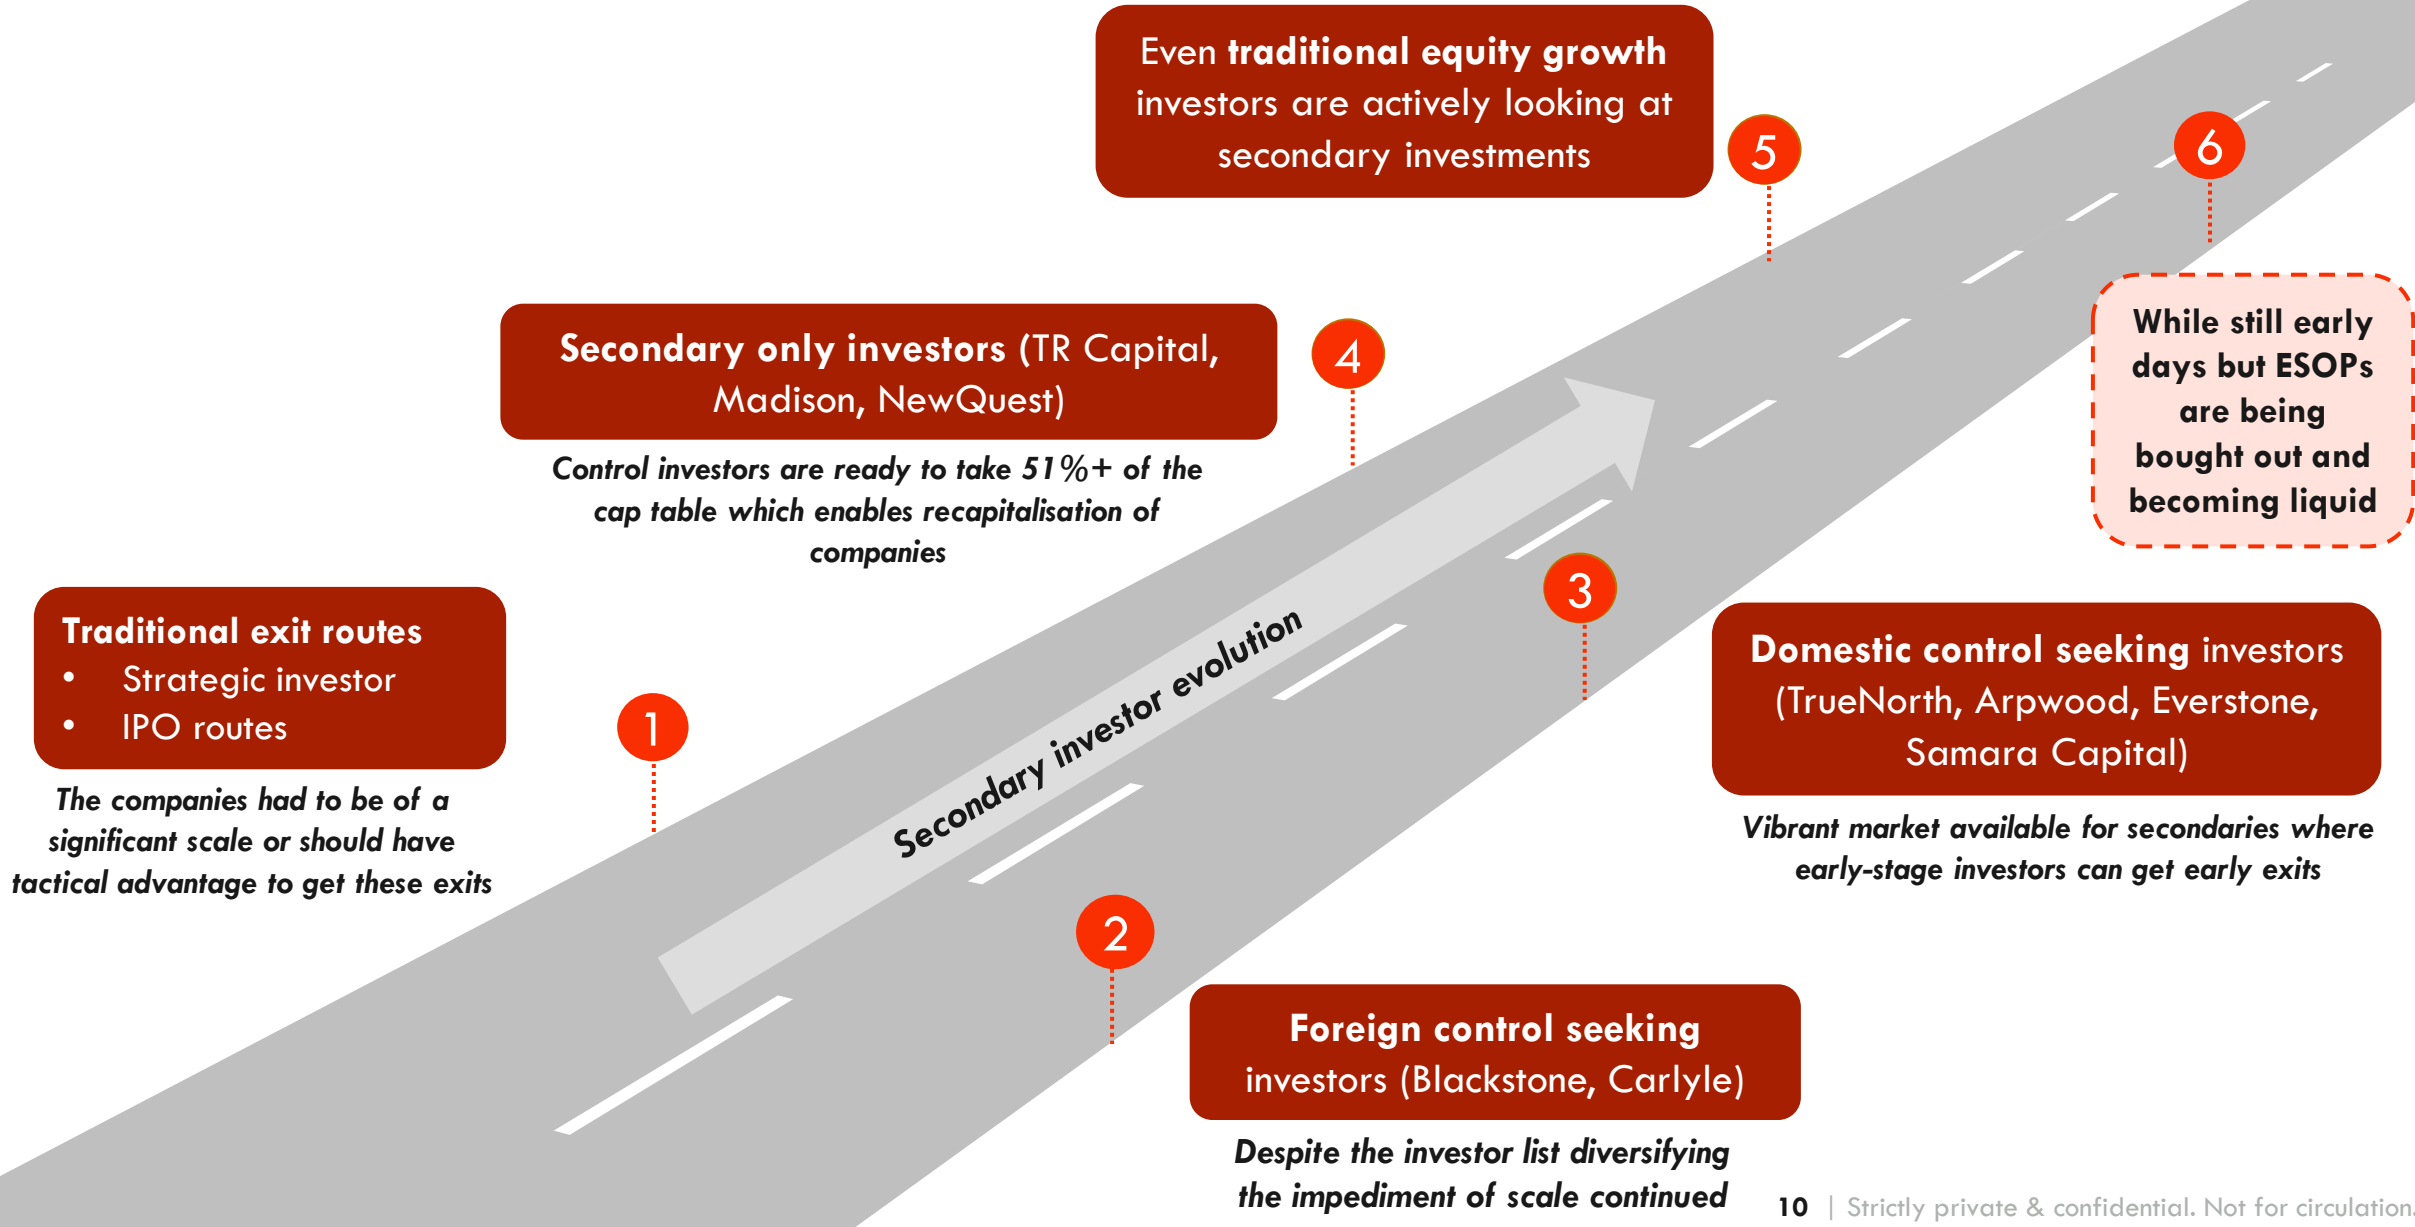 Even traditional equity growth
investors are actively looking at
secondary investments
5
6
While still early
days but ESOPs
are being
bought out and
becoming liquid
Secondary only investors (TR Capital,
Madison, NewQuest)
4
Control investors are ready to take 51%+ of the
cap table which enables recapitalisation of
companies
Traditional exit routes
• Strategic investor
• IPO routes
1
The companies had to be of a
significant scale or should have
tactical advantage to get these exits
Secondary investor evolution
3
Domestic control seeking investors
(TrueNorth, Arpwood, Everstone,
Samara Capital)
Vibrant market available for secondaries where
early-stage investors can get early exits
2
Foreign control seeking
investors (Blackstone, Carlyle)
Despite the investor list diversifying
the impediment of scale continued
10 | Strictly private & confidential. Not for circulation.